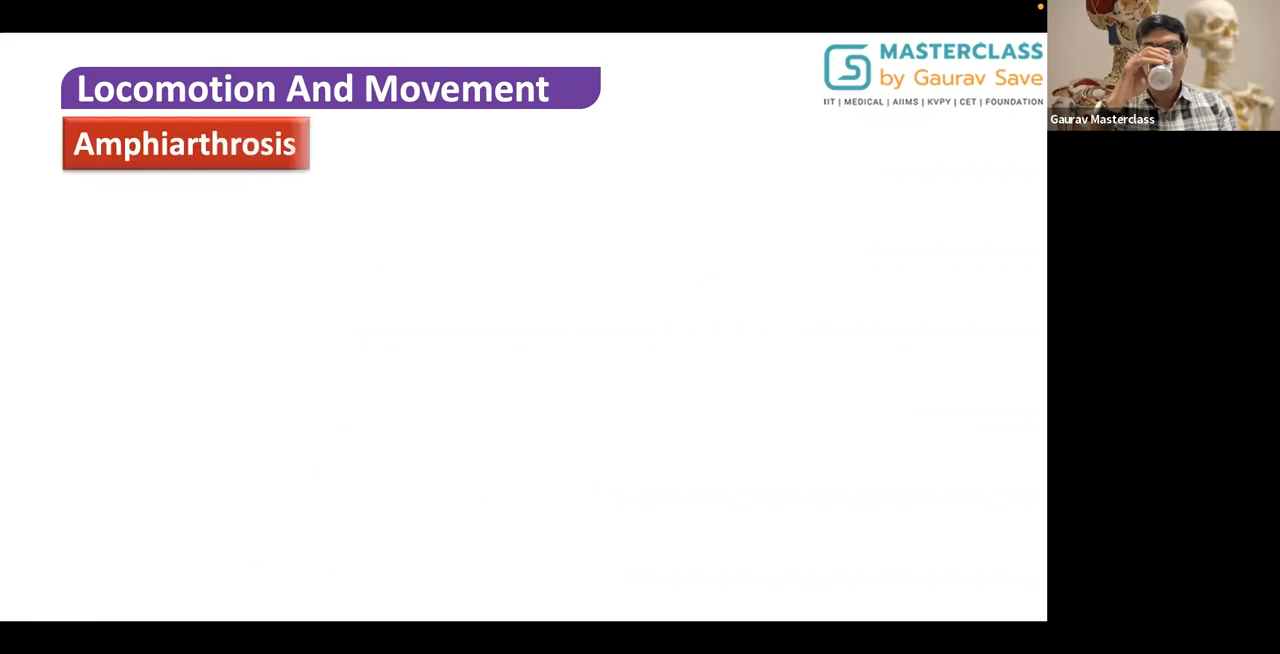 Locomotion And Movement
Amphiarthrosis
MASTERCLASS
by Gaurav Save
IIT | MEDICAL | AIIMS | KVPY | CET | FOUNDATION
Gaurav Masterclass